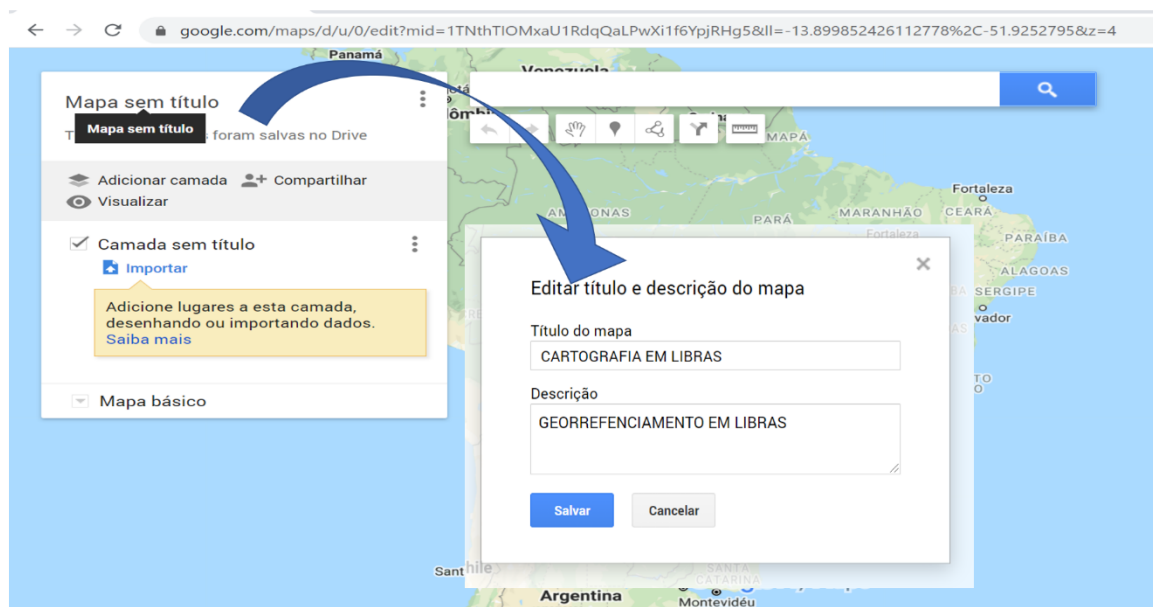 google.com/maps/d/u/0/edit?mid=1TNthTIOMxaU1RdqQaLPwXi1f6YpjRHg5&ll=-13.899852426112778%2C-51.9252795&z=4
Panamá
Venezuela
Mapa sem título
Mapa sem título
foram salvas no Drive
MAPÁ
Adicionar camada Compartilhar
Visualizar
Fortaleza
AMAZONAS
PARÁ
MARANHÃO
CEARÁ
Fortaleza
PARAÍBA
Camada sem título
Importar
ALAGOAS
SERGIPE
Adicione lugares a esta camada,
desenhando ou importando dados.
Saiba mais
vador
Mapa básico
Editar título e descrição do mapa
Título do mapa
CARTOGRAFIA EM LIBRAS
Descrição
GEORREFENCIAMENTO EM LIBRAS
Salvar Cancelar
Sant
hile
SANTA
CATARINA
Argentina
Montevidéu